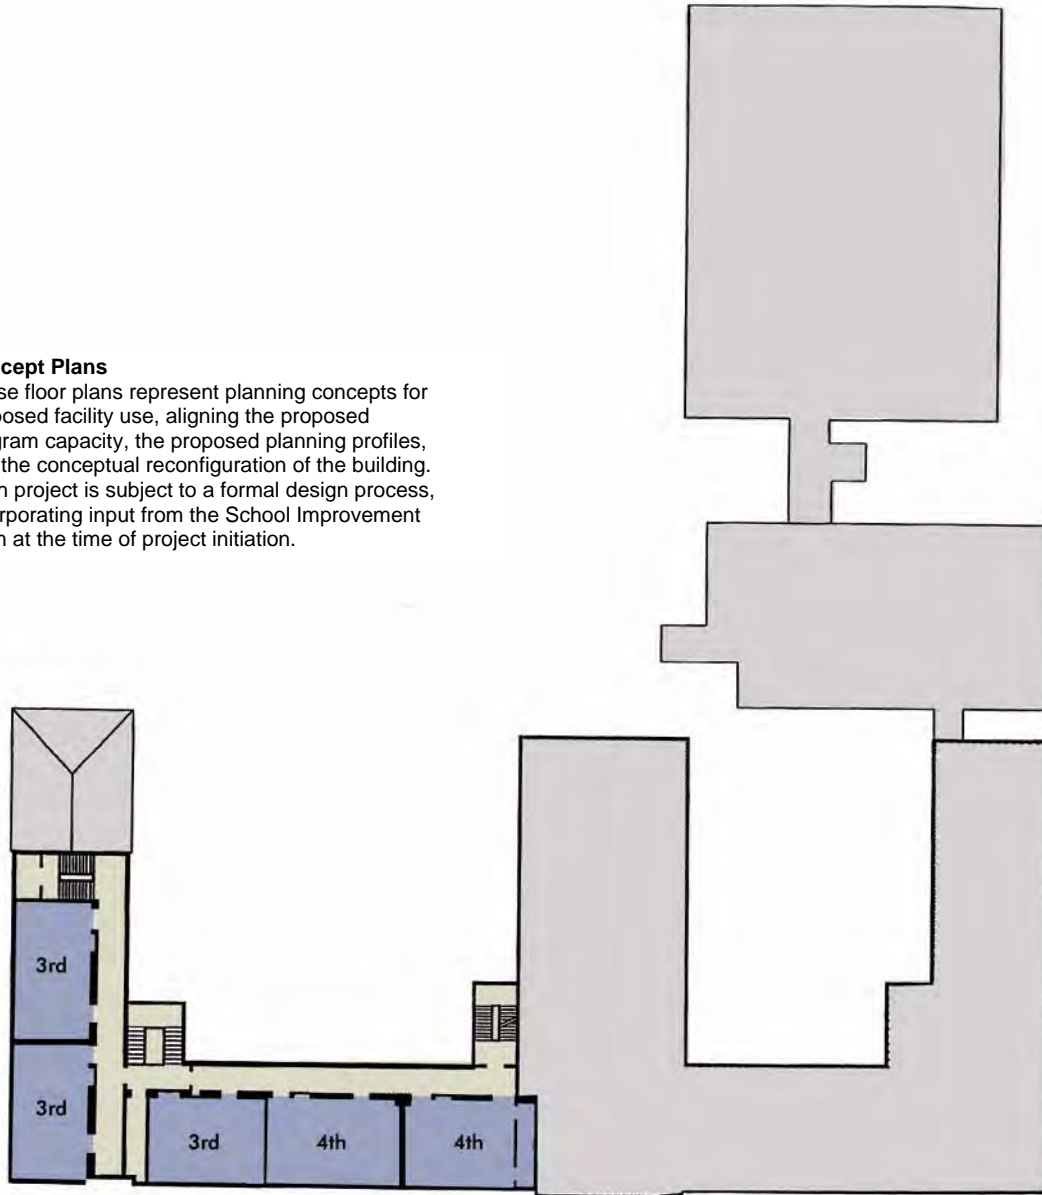 cept Plans
se floor plans represent planning concepts for
posed facility use, aligning the proposed
gram capacity, the proposed planning profiles,
the conceptual reconfiguration of the building.
n project is subject to a formal design process,
orporating input from the School Improvement
n at the time of project initiation.
3rd
3rd
3rd
4th
4th